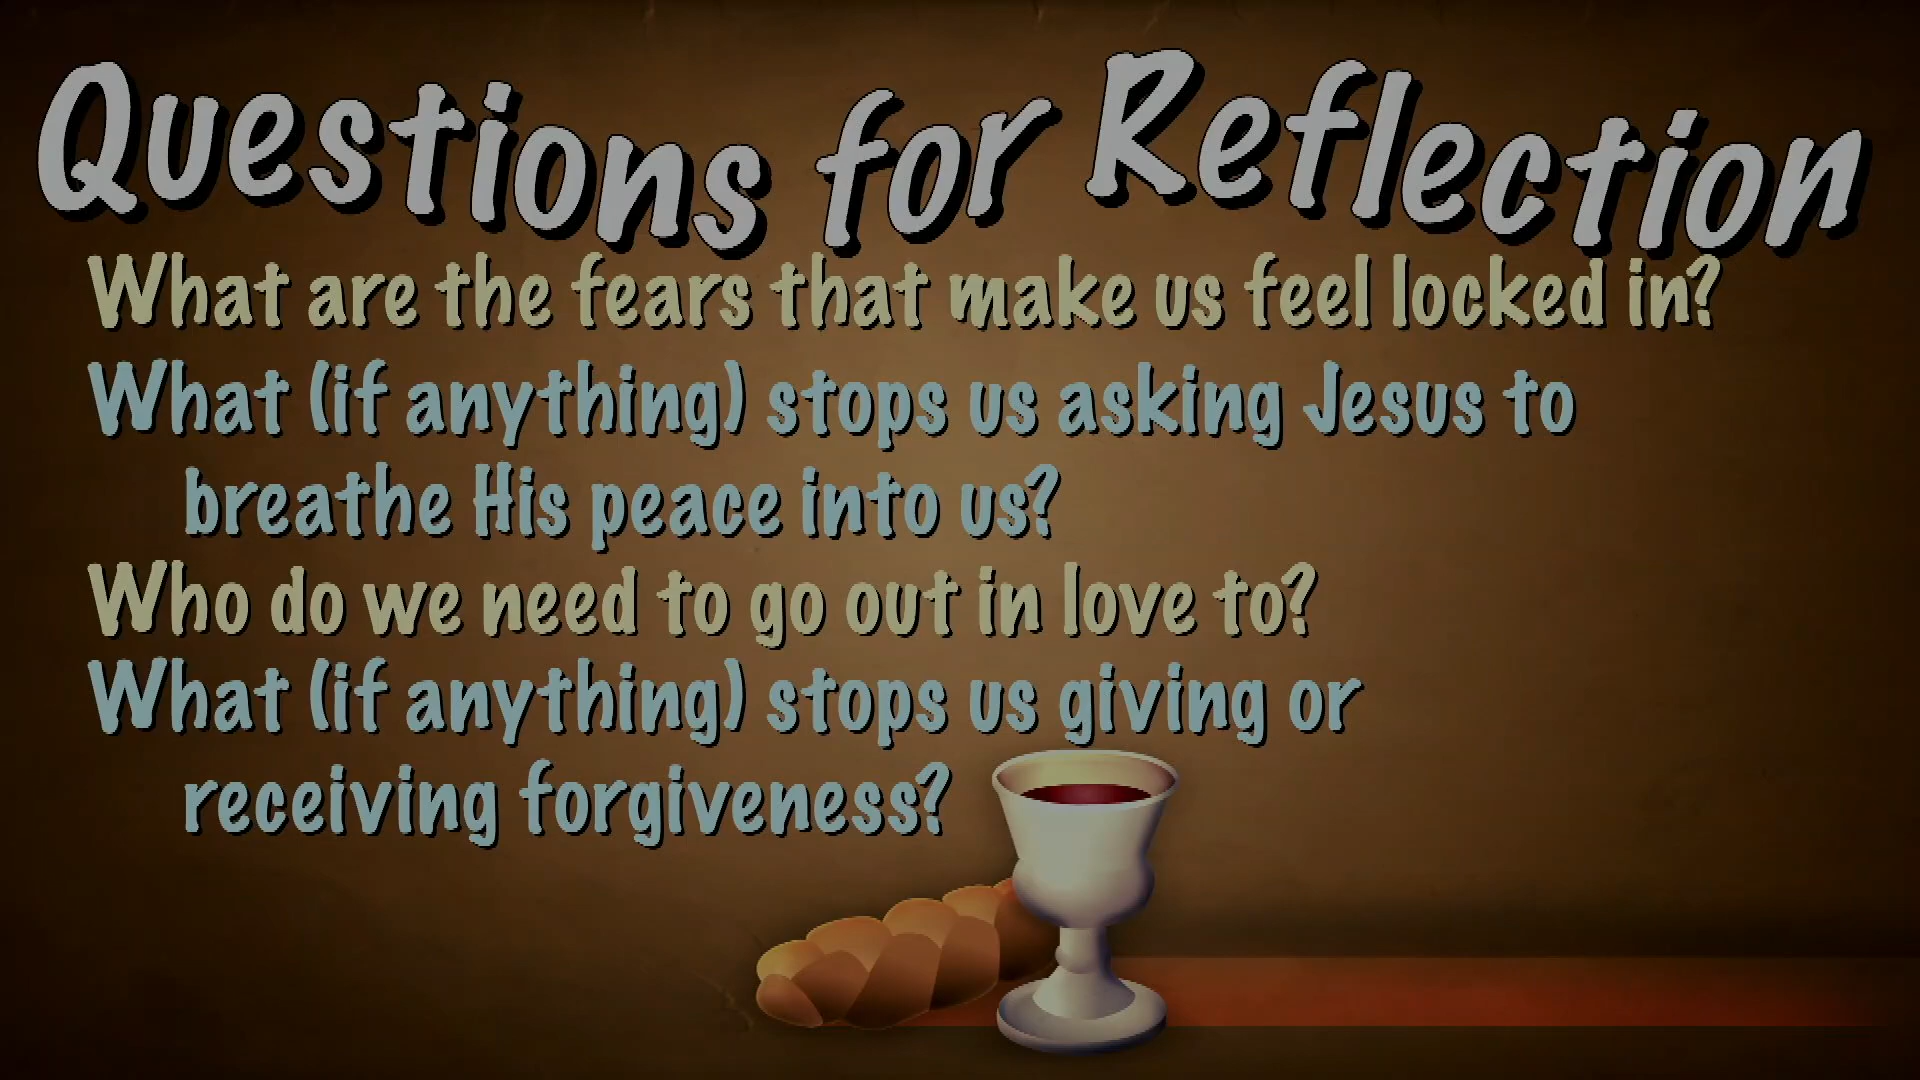 Questions for Reflection
What are the fears that make us feel locked in?
What (if anything) stops us asking Jesus to
breathe His peace into us?
Who do we need to go out in love to?
What (if anything) stops us giving or
receiving forgiveness?